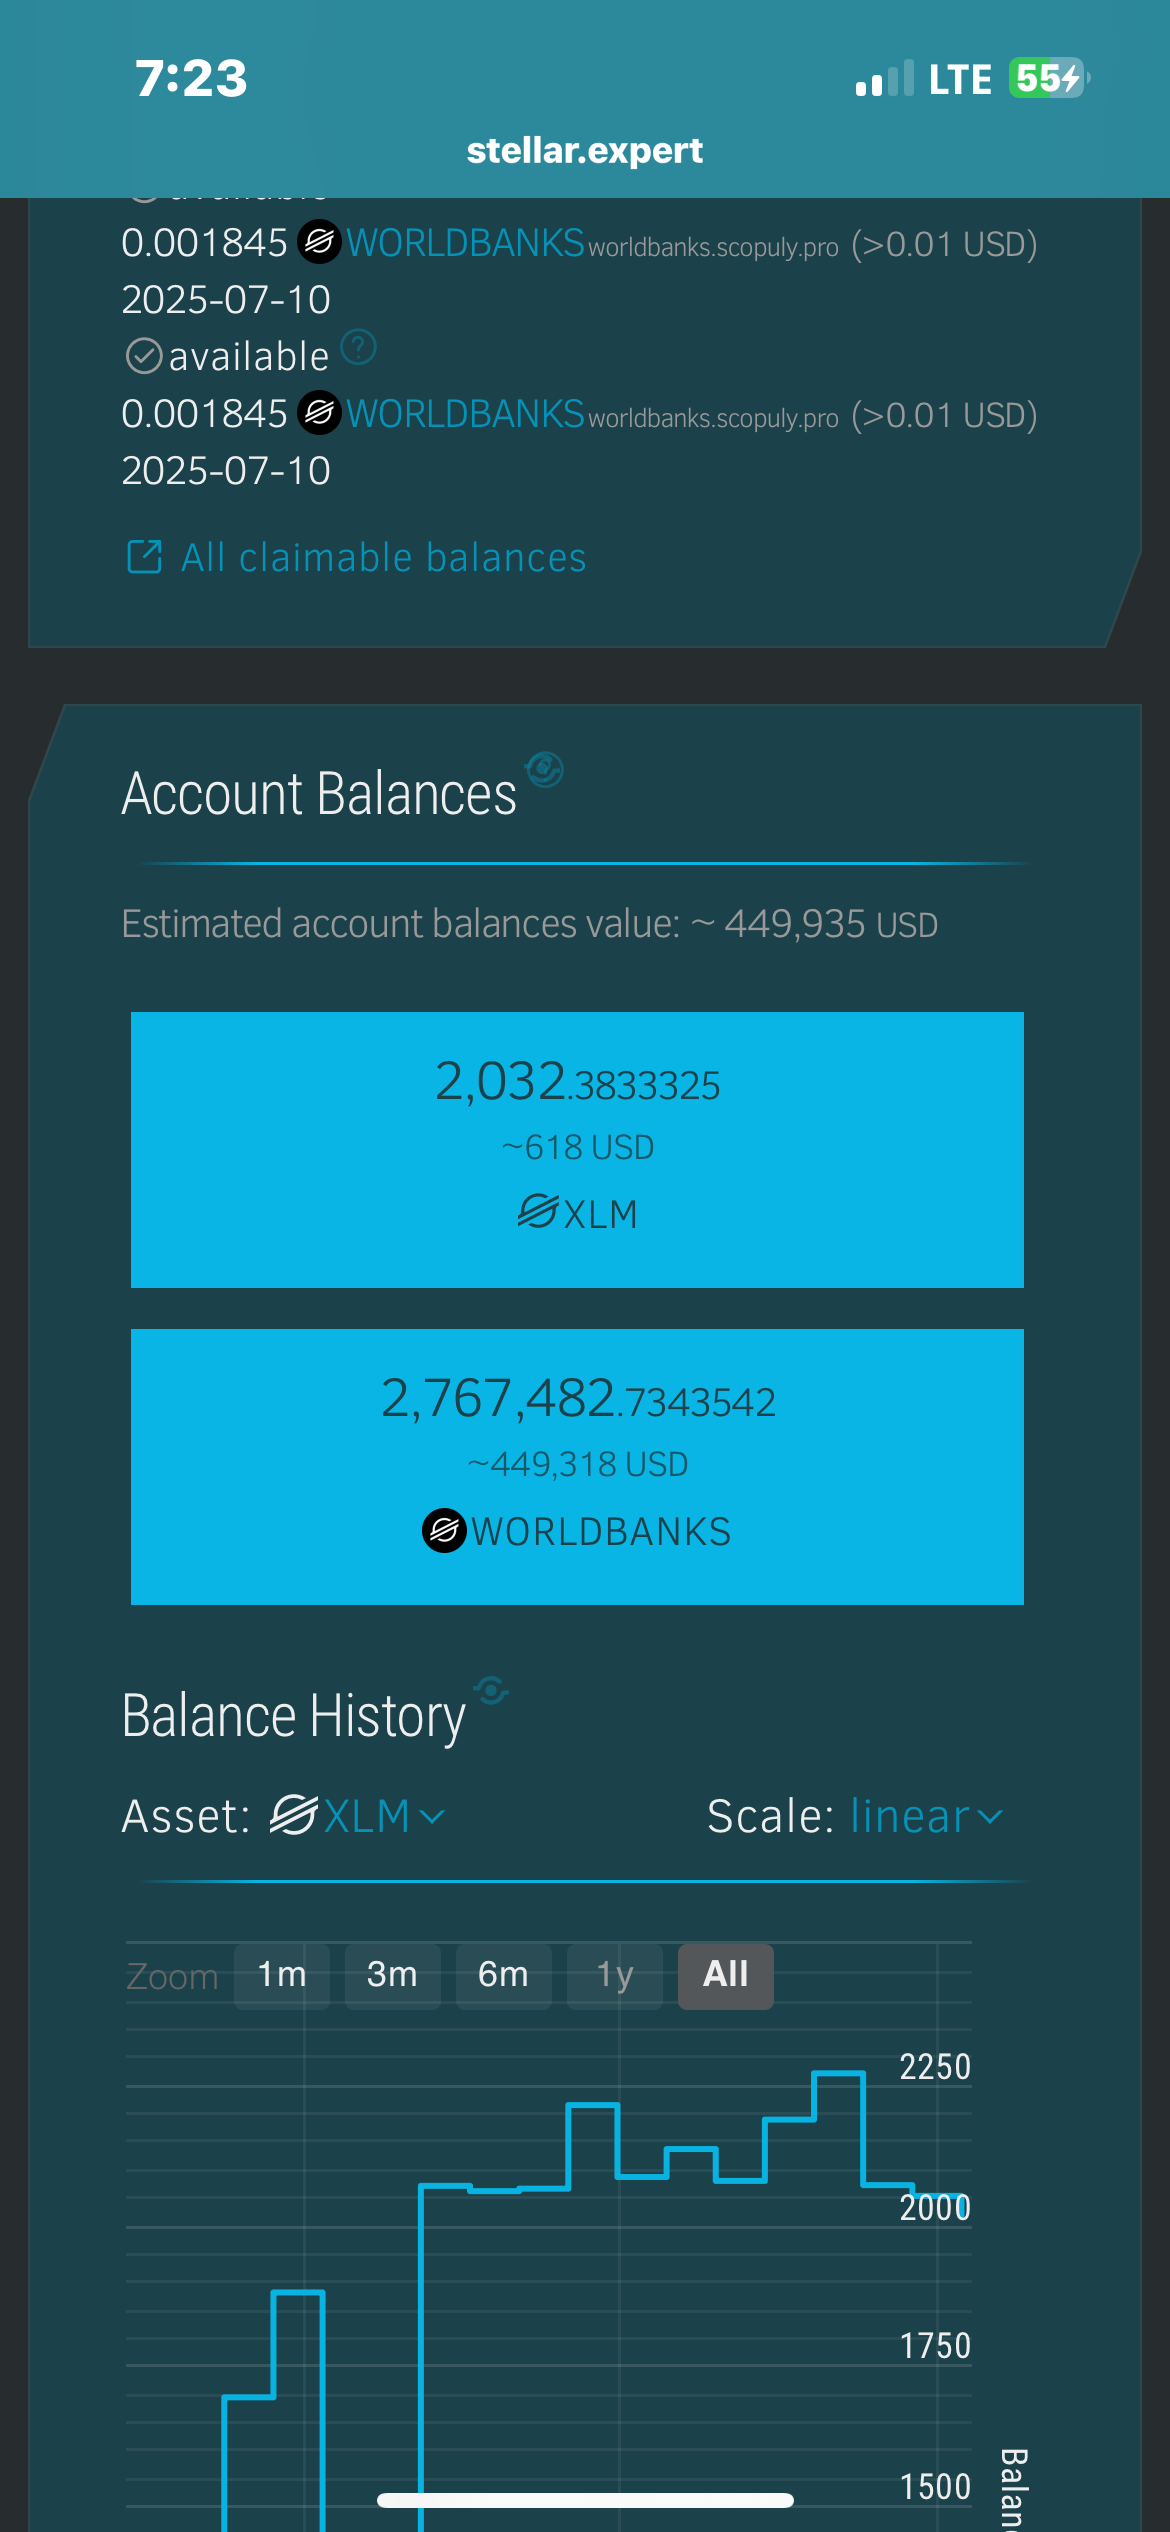 7:23
LTE 55
stellar.expert
available
0.001845 WORLDBANKS worldbanks.scopuly.pro (>0.01 USD)
2025-07-10
available ?
0.001845 WORLDBANKS worldbanks.scopuly.pro (>0.01 USD)
2025-07-10
All claimable balances
Account Balances
Estimated account balances value: ~ 449,935 USD
2,032.3833325
~618 USD
XLM
2,767,482.7343542
~449,318 USD
WORLDBANKS
Balance History
Asset: XLM Scale: linear
Zoom 1m 3m 6m 1y All
2250
2000
1750
1500
Balan